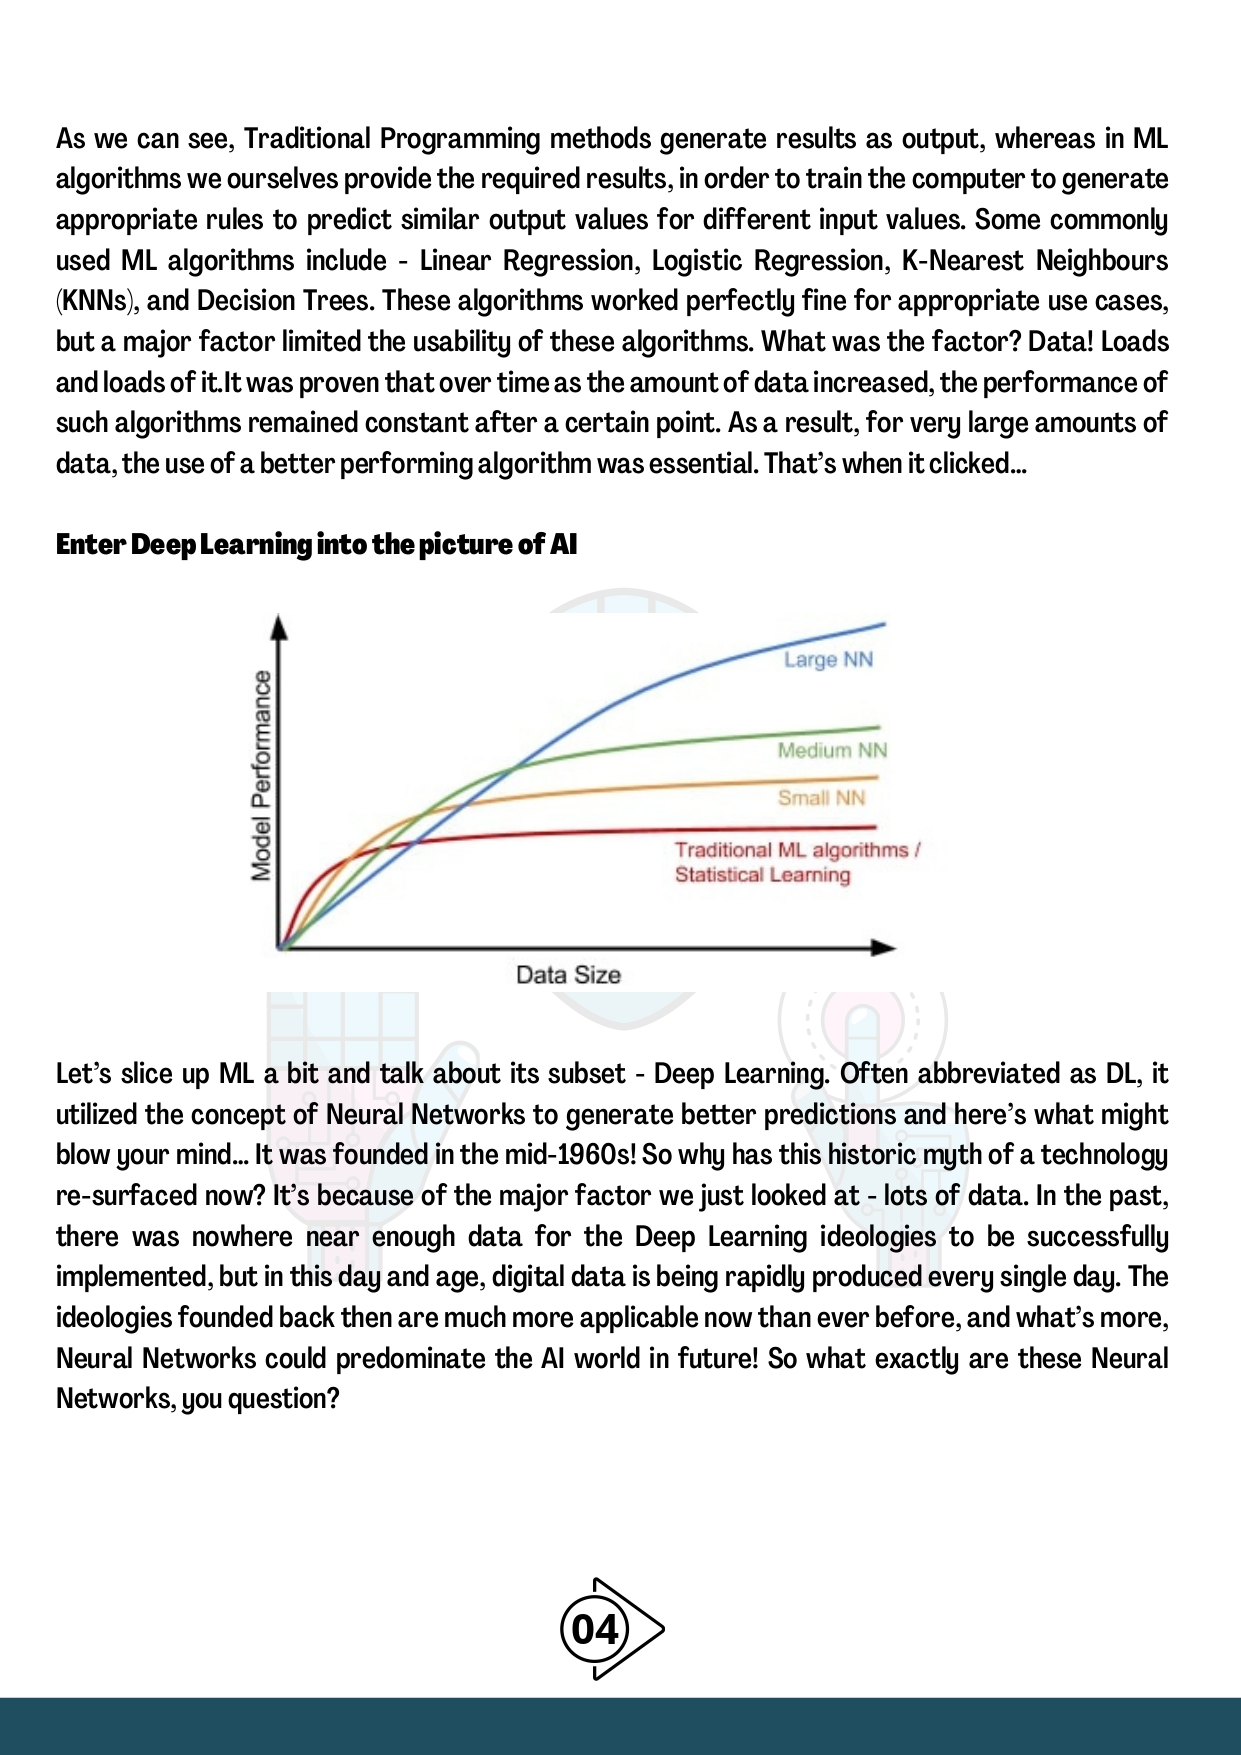 As we can see, Traditional Programming methods generate results as output, whereas in ML
algorithms we ourselves provide the required results, in order to train the computer to generate
appropriate rules to predict similar output values for different input values. Some commonly
used ML algorithms include - Linear Regression, Logistic Regression, K-Nearest Neighbours
(KNNs), and Decision Trees. These algorithms worked perfectly fine for appropriate use cases,
but a major factor limited the usability of these algorithms. What was the factor? Data! Loads
and loads of it.It was proven that over time as the amount of data increased, the performance of
such algorithms remained constant after a certain point. As a result, for very large amounts of
data, the use of a better performing algorithm was essential. That’s when it clicked...
Enter Deep Learning into the picture of AI
Model Performance
Large NN
Medium NN
Small NN
Traditional ML algorithms /
Statistical Learning
Data Size
Let’s slice up ML a bit and talk about its subset - Deep Learning. Often abbreviated as DL, it
utilized the concept of Neural Networks to generate better predictions and here’s what might
blow your mind... It was founded in the mid-1960s! So why has this historic myth of a technology
re-surfaced now? It’s because of the major factor we just looked at - lots of data. In the past,
there was nowhere near enough data for the Deep Learning ideologies to be successfully
implemented, but in this day and age, digital data is being rapidly produced every single day. The
ideologies founded back then are much more applicable now than ever before, and what’s more,
Neural Networks could predominate the AI world in future! So what exactly are these Neural
Networks, you question?
04